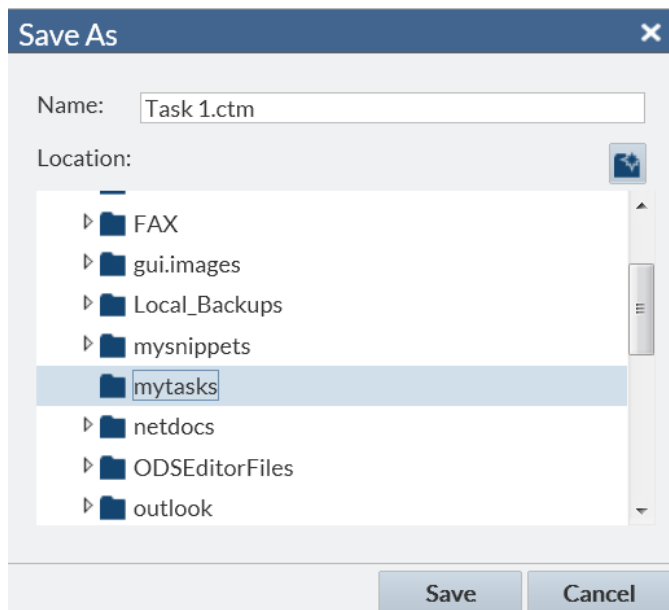 Save As
Name: Task 1.ctm
Location:
FAX
gui.images
Local_Backups
mysnippets
mytasks
netdocs
ODSEditorFiles
outlook
Save Cancel